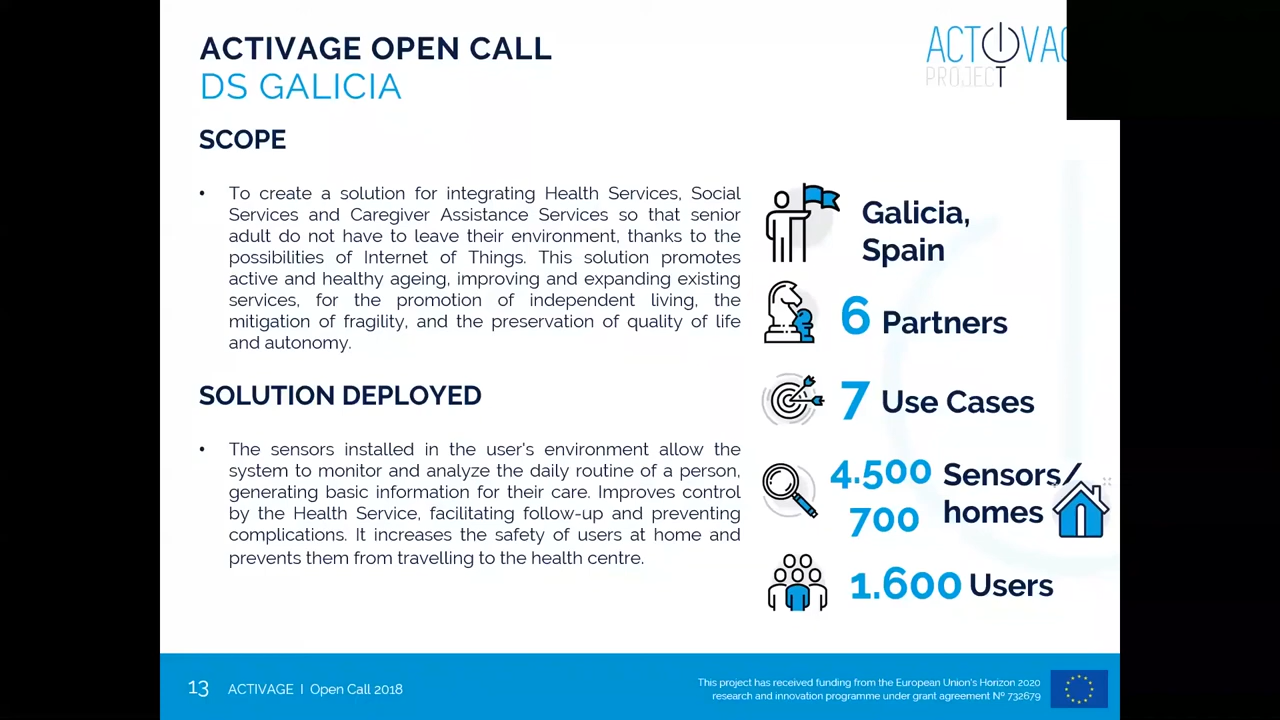 ACTIVAGE OPEN CALL
DS GALICIA
ACTIVAG
PROJECT
SCOPE
• To create a solution for integrating Health Services, Social
Services and Caregiver Assistance Services so that senior
adult do not have to leave their environment, thanks to the
possibilities of Internet of Things. This solution promotes
active and healthy ageing, improving and expanding existing
services, for the promotion of independent living, the
mitigation of fragility, and the preservation of quality of life
and autonomy.
SOLUTION DEPLOYED
• The sensors installed in the user's environment allow the
system to monitor and analyze the daily routine of a person,
generating basic information for their care. Improves control
by the Health Service, facilitating follow-up and preventing
complications. It increases the safety of users at home and
prevents them from travelling to the health centre.
Galicia,
Spain
6 Partners
7 Use Cases
4.500 Sensors/
700 homes
1.600 Users
13 ACTIVAGE I Open Call 2018
This project has received funding from the European Union's Horizon 2020
research and innovation programme under grant agreement Nº 732679